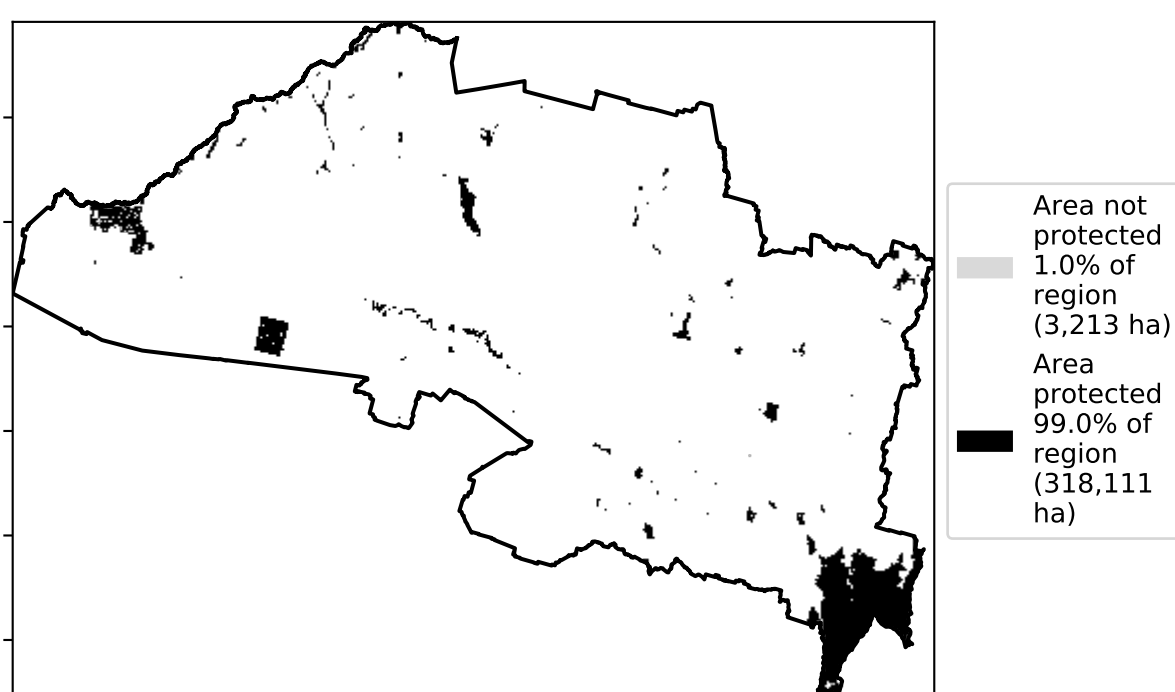 Area not
protected
1.0% of
region
(3,213 ha)
Area
protected
99.0% of
region
(318,111
ha)